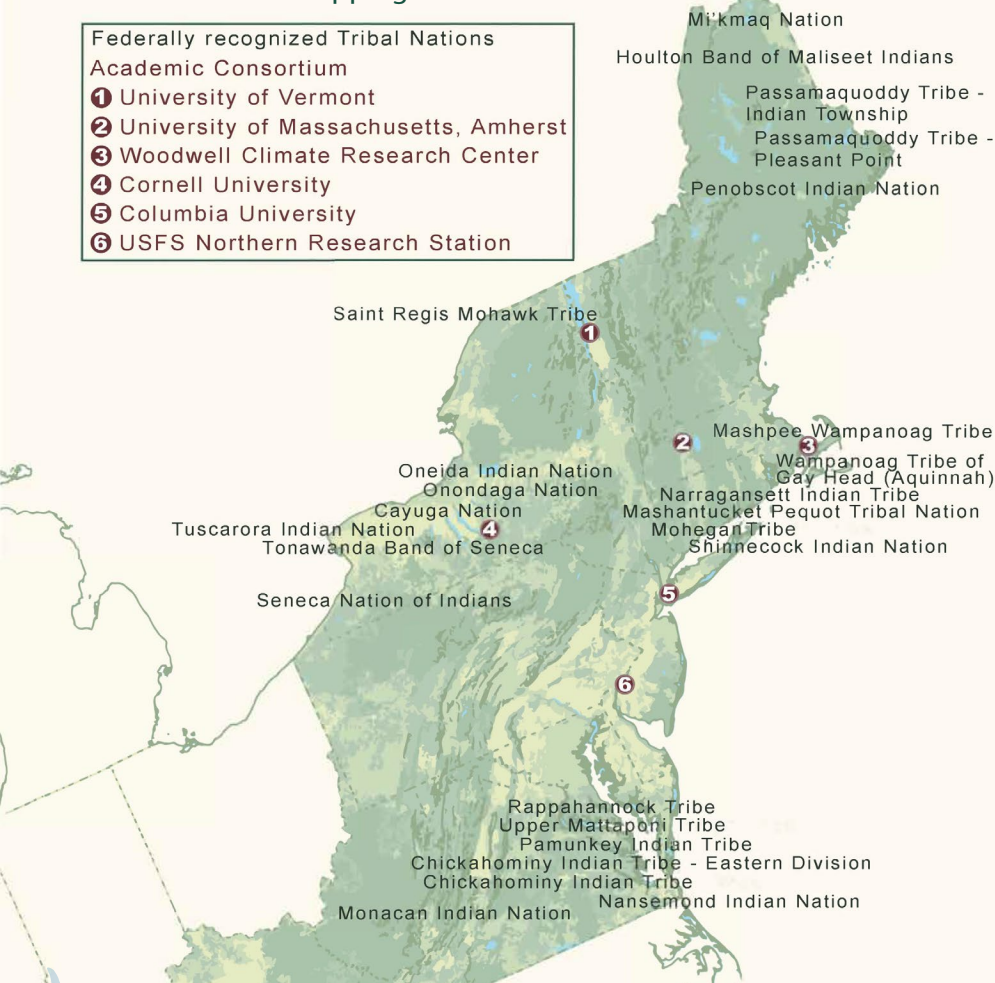 Federally recognized Tribal Nations
Academic Consortium
1 University of Vermont
2 University of Massachusetts, Amherst
3 Woodwell Climate Research Center
4 Cornell University
5 Columbia University
6 USFS Northern Research Station
Mi'kmaq Nation
Houlton Band of Maliseet Indians
Passamaquoddy Tribe -
Indian Township
Passamaquoddy Tribe -
Pleasant Point
Penobscot Indian Nation
Saint Regis Mohawk Tribe
1
2
Mashpee Wampanoag Tribe
3
Wampanoag Tribe of
Gay Head (Aquinnah)
Oneida Indian Nation
Onondaga Nation
Cayuga Nation
Tuscarora Indian Nation
4
Tonawanda Band of Seneca
Narragansett Indian Tribe
Mashantucket Pequot Tribal Nation
Mohegan Tribe
Shinnecock Indian Nation
Seneca Nation of Indians
5
6
Rappahannock Tribe
Upper Mattaponi Tribe
Pamunkey Indian Tribe
Chickahominy Indian Tribe - Eastern Division
Chickahominy Indian Tribe
Nansemond Indian Nation
Monacan Indian Nation